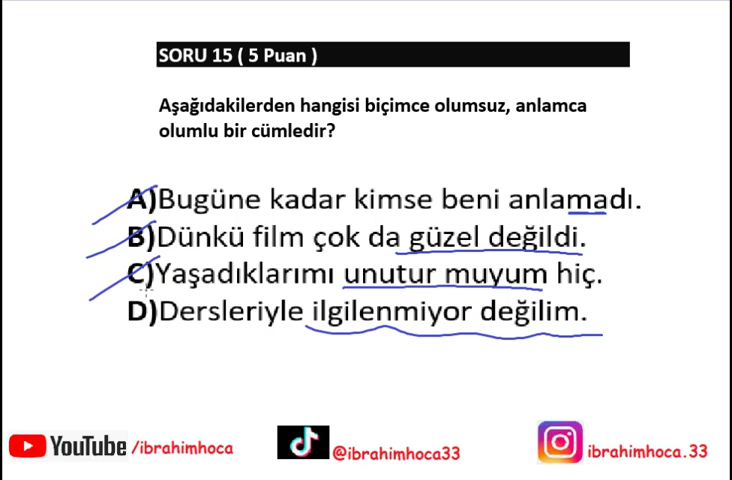 SORU 15 ( 5 Puan )
Aşağıdakilerden hangisi biçimce olumsuz, anlamca
olumlu bir cümledir?
A)Bugüne kadar kimse beni anlamadı.
B)Dünkü film çok da güzel değildi.
C)Yaşadıklarımı unutur muyum hiç.
D)Dersleriyle ilgilenmiyor değilim.
YouTube /ibrahimhoca
@ibrahimhoca33
ibrahimhoca.33